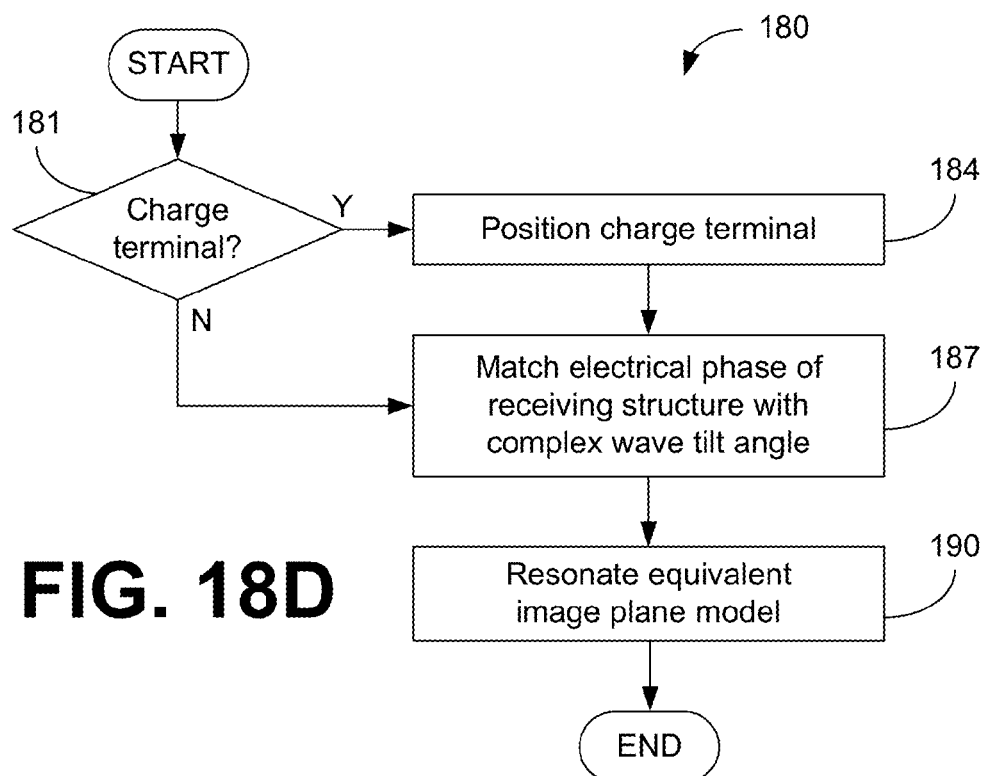 180
START
181
Charge
terminal?
Y
N
184
Position charge terminal
187
Match electrical phase of
receiving structure with
complex wave tilt angle
190
Resonate equivalent
image plane model
FIG. 18D
END